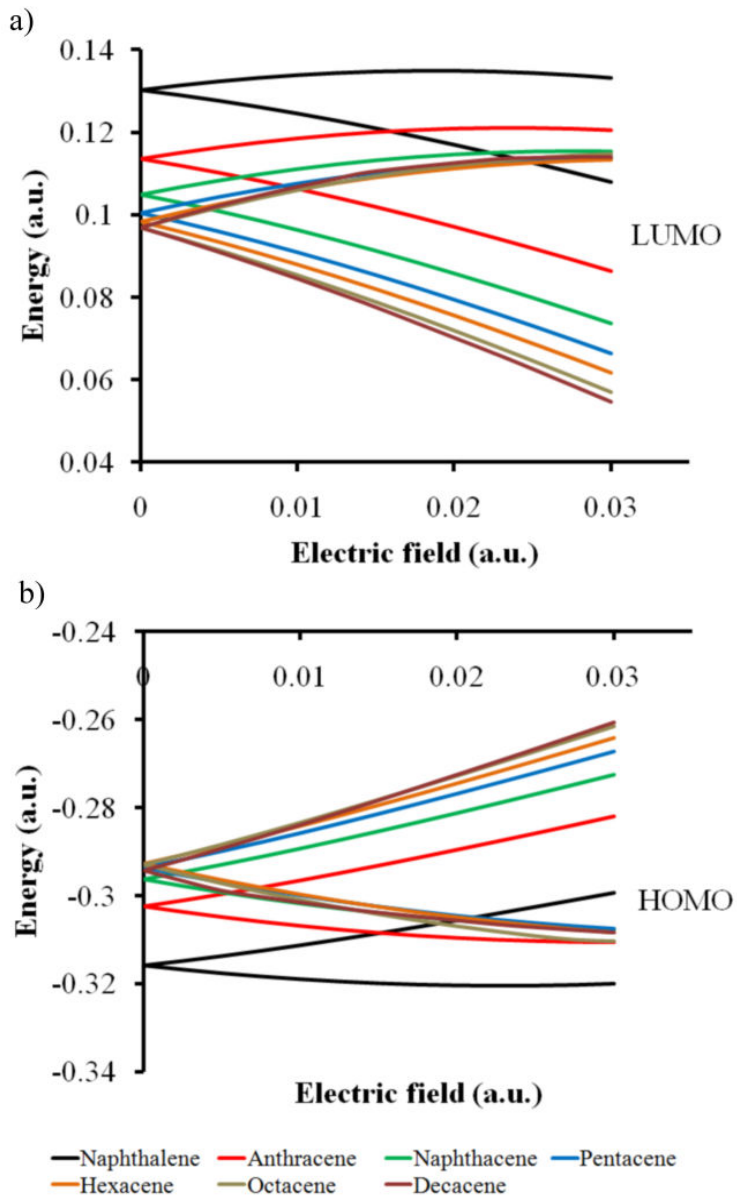 a)
0.14
0.12
0.1
0.08
0.06
0.04
Energy (a.u.)
LUMO
0 0.01 0.02 0.03
Electric field (a.u.)
b)
-0.24
-0.26
-0.28
-0.3
-0.32
-0.34
0 0.01 0.02 0.03
Energy (a.u.)
HOMO
Electric field (a.u.)
Naphthalene Anthracene Naphthacene Pentacene
Hexacene Octacene Decacene